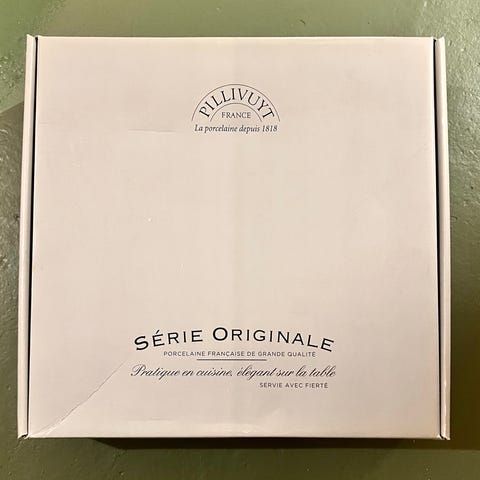 PILLIVUYT
FRANCE
La porcelaine depuis 1818
SÉRIE ORIGINALE
PORCELAINE FRANÇAISE DE GRANDE QUALITÉ
Pratique en cuisine, élégant sur la table
SERVIE AVEC FIERTÉ